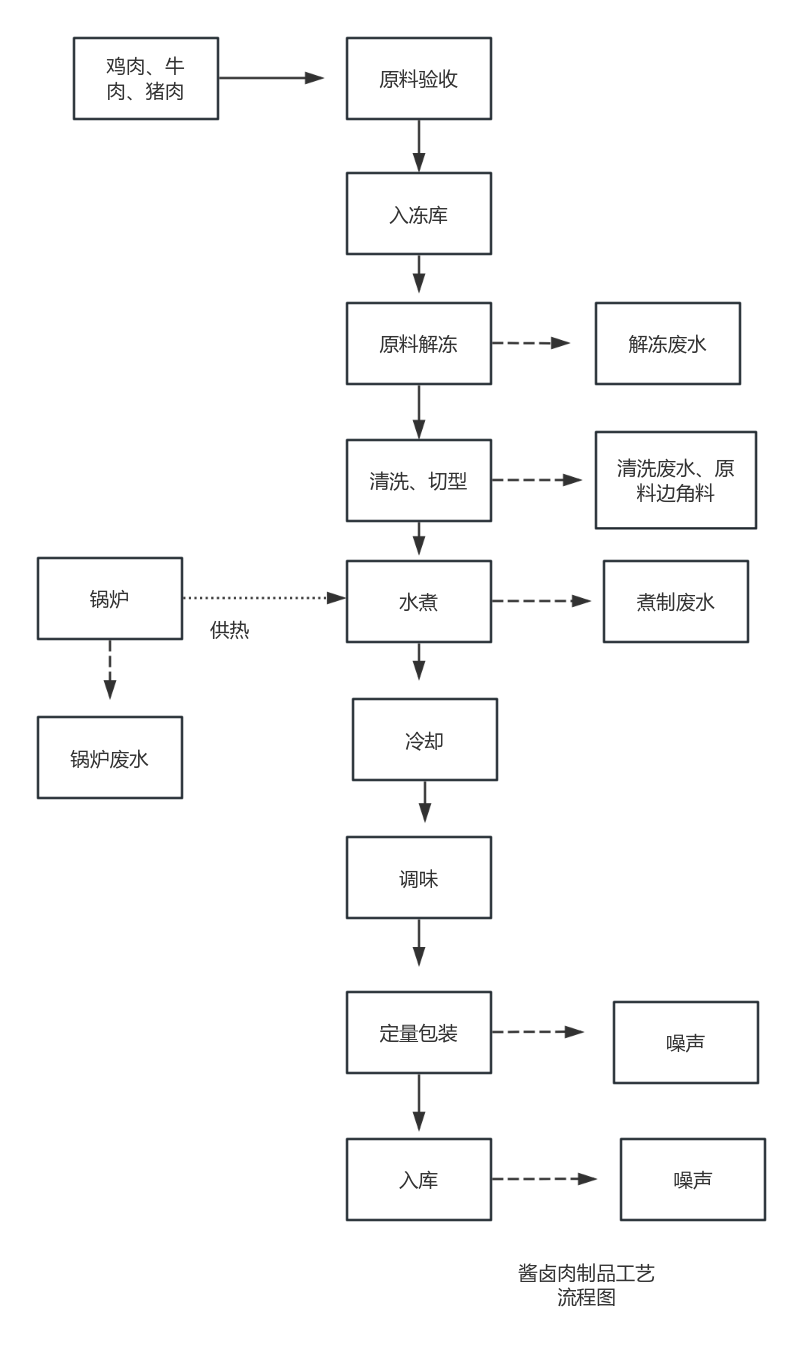 鸡肉、牛
肉、猪肉
原料验收
入冻库
原料解冻
解冻废水
清洗、切型
清洗废水、原
料边角料
锅炉
供热
水煮
煮制废水
锅炉废水
冷却
调味
定量包装
噪声
入库
噪声
酱卤肉制品工艺
流程图